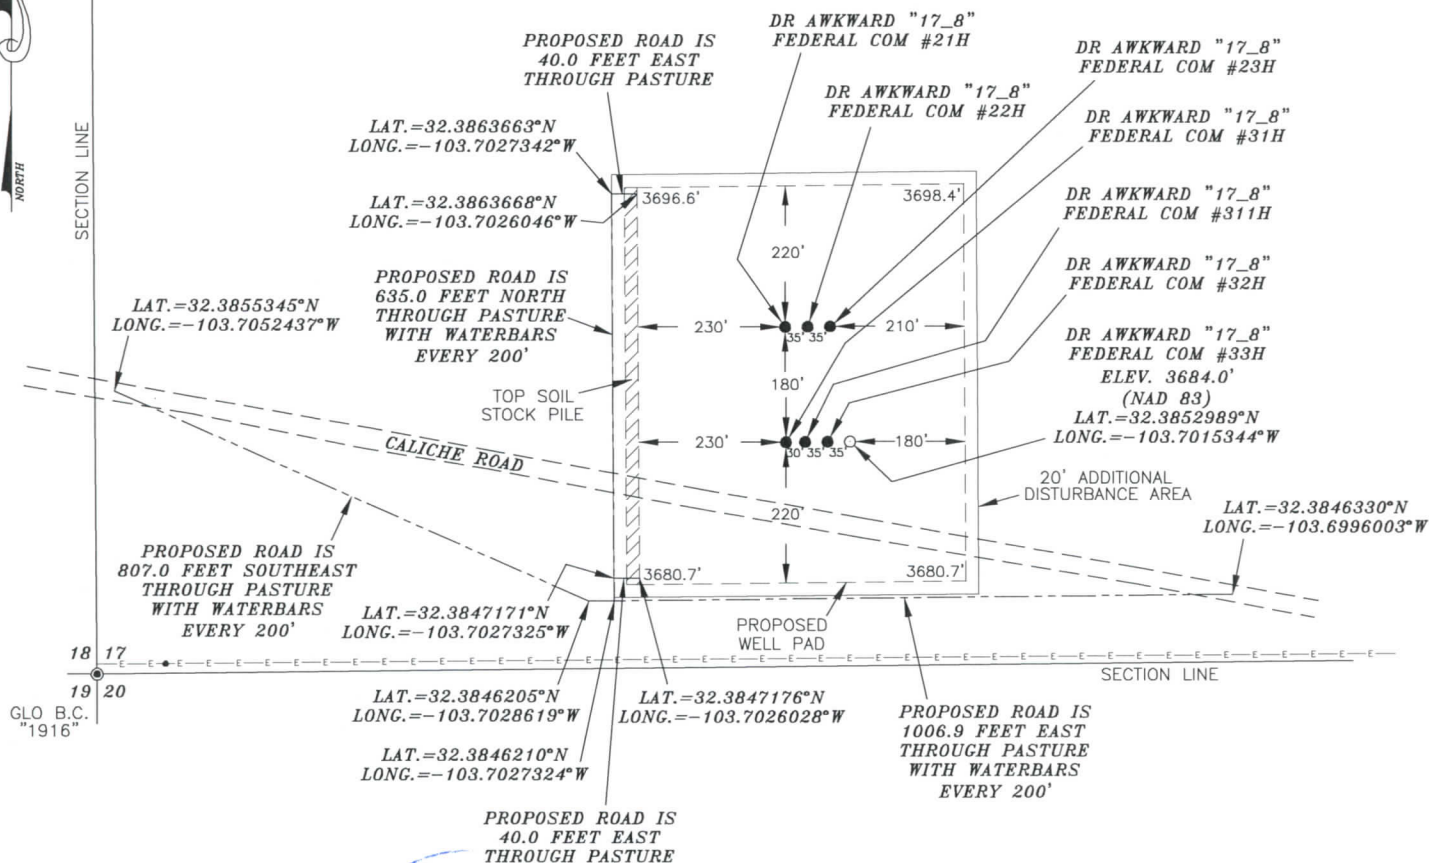 DR AWKWARD "17_8"
FEDERAL COM #21H
PROPOSED ROAD IS
40.0 FEET EAST
THROUGH PASTURE
DR AWKWARD "17_8"
FEDERAL COM #23H
DR AWKWARD "17_8"
FEDERAL COM #22H
DR AWKWARD "17_8"
FEDERAL COM #31H
LAT.=32.3863663°N
LONG.=-103.7027342°W
SECTION LINE
NORTH
LAT.=32.3863668°N
LONG.=-103.7026046°W
3696.6'
3698.4'
DR AWKWARD "17_8"
FEDERAL COM #311H
220'
DR AWKWARD "17_8"
FEDERAL COM #32H
PROPOSED ROAD IS
635.0 FEET NORTH
THROUGH PASTURE
WITH WATERBARS
EVERY 200'
LAT.=32.3855345°N
LONG.=-103.7052437°W
230'
35'
35'
210'
DR AWKWARD "17_8"
FEDERAL COM #33H
ELEV. 3684.0'
(NAD 83)
LAT.=32.3852989°N
LONG.=-103.7015344°W
TOP SOIL
STOCK PILE
180'
230'
30'
35'
35'
180'
CALICHE ROAD
20' ADDITIONAL
DISTURBANCE AREA
220'
LAT.=32.3846330°N
LONG.=-103.6996003°W
PROPOSED ROAD IS
807.0 FEET SOUTHEAST
THROUGH PASTURE
WITH WATERBARS
EVERY 200'
3680.7'
3680.7'
LAT.=32.3847171°N
LONG.=-103.7027325°W
PROPOSED
WELL PAD
18
17
E E E E E E E E E E E E E E E E E E E E E E E
SECTION LINE
19
20
GLO B.C.
"1916"
LAT.=32.3846205°N
LONG.=-103.7028619°W
LAT.=32.3847176°N
LONG.=-103.7026028°W
PROPOSED ROAD IS
1006.9 FEET EAST
THROUGH PASTURE
WITH WATERBARS
EVERY 200'
LAT.=32.3846210°N
LONG.=-103.7027324°W
PROPOSED ROAD IS
40.0 FEET EAST
THROUGH PASTURE